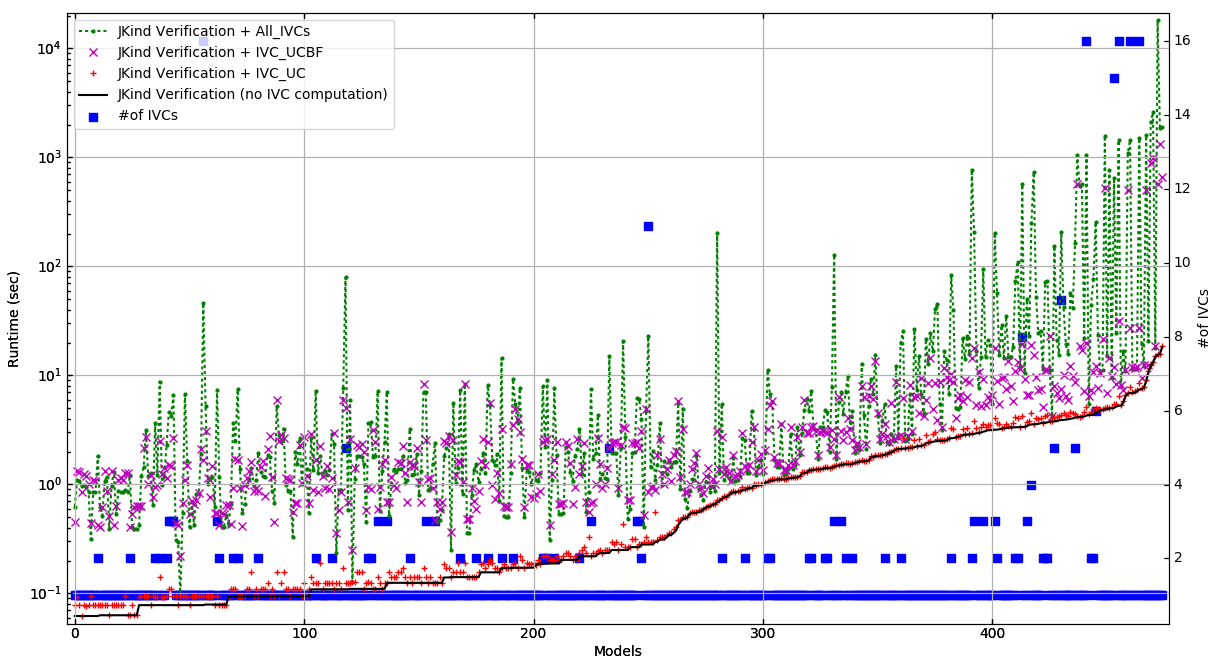 JKind Verification + All_IVCs
JKind Verification + IVC_UCBF
JKind Verification + IVC_UC
JKind Verification (no IVC computation)
#of IVCs
10⁴
10³
10²
10¹
10⁰
10⁻¹
Runtime (sec)
16
14
12
10
8
6
4
2
#of IVCs
0 100 200 300 400
Models